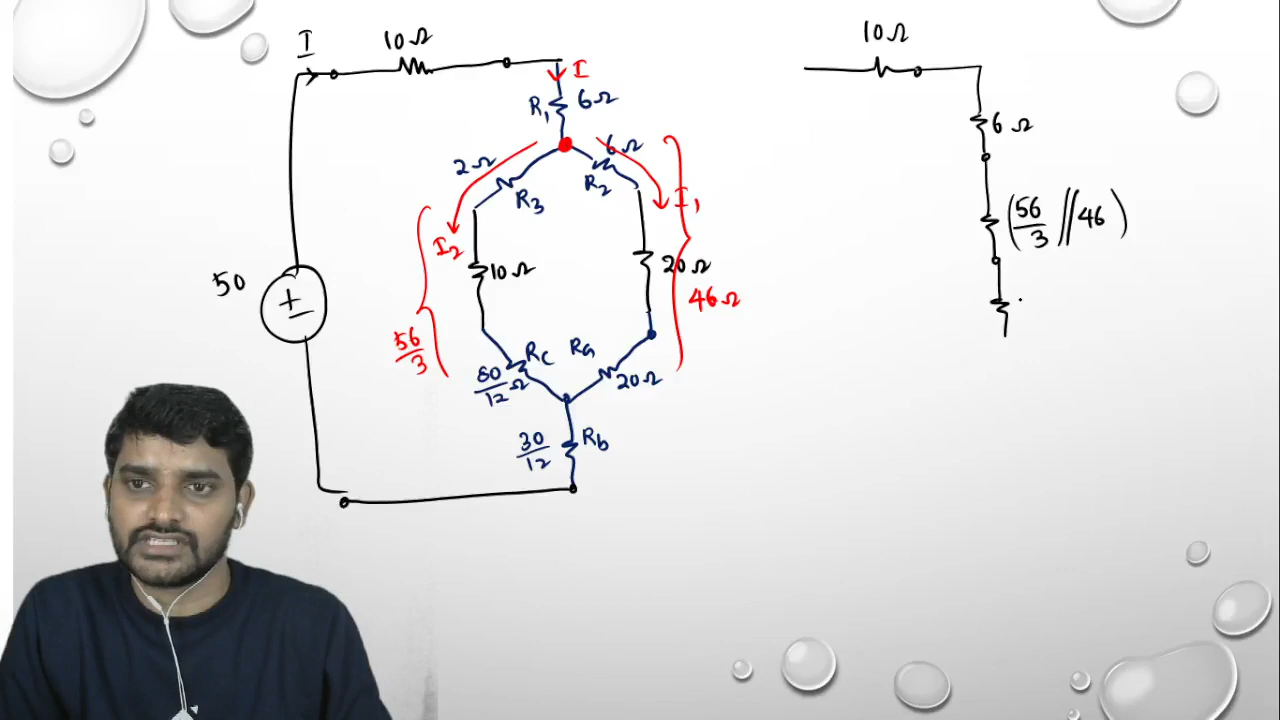 I
10Ω
I
R₁
6Ω
2Ω
6Ω
R₃
R₂
I₂
I₁
50
10Ω
20Ω
46Ω
56/3
Rc
Ra
80/12 Ω
20Ω
30/12
Rb
10Ω
6Ω
(56/3 // 46)